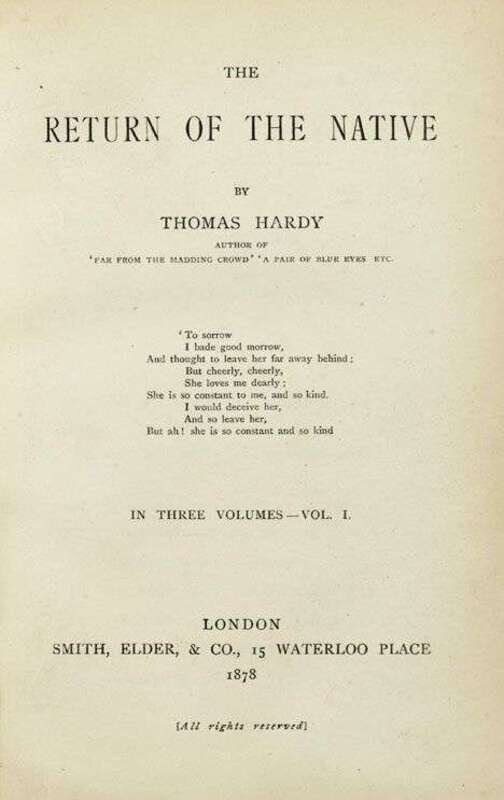 THE
RETURN OF THE NATIVE
BY
THOMAS HARDY
AUTHOR OF
'FAR FROM THE MADDING CROWD' 'A PAIR OF BLUE EYES ETC.
'To sorrow
I bade good morrow,
And thought to leave her far away behind;
But cheerly, cheerly,
She loves me dearly;
She is so constant to me, and so kind.
I would deceive her,
And so leave her,
But ah! she is so constant and so kind
IN THREE VOLUMES—VOL. I.
LONDON
SMITH, ELDER, & CO., 15 WATERLOO PLACE
1878
[All rights reserved]